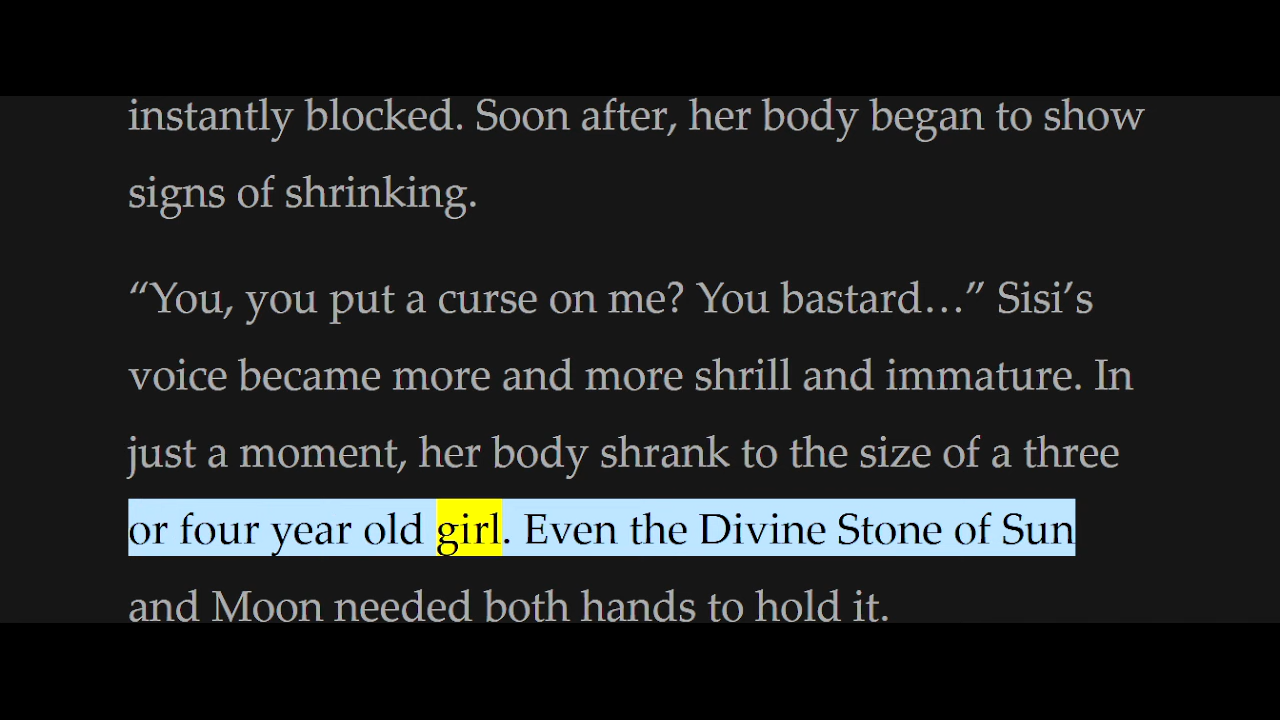 instantly blocked. Soon after, her body began to show
signs of shrinking.
“You, you put a curse on me? You bastard…” Sisi’s
voice became more and more shrill and immature. In
just a moment, her body shrank to the size of a three
or four year old girl. Even the Divine Stone of Sun
and Moon needed both hands to hold it.